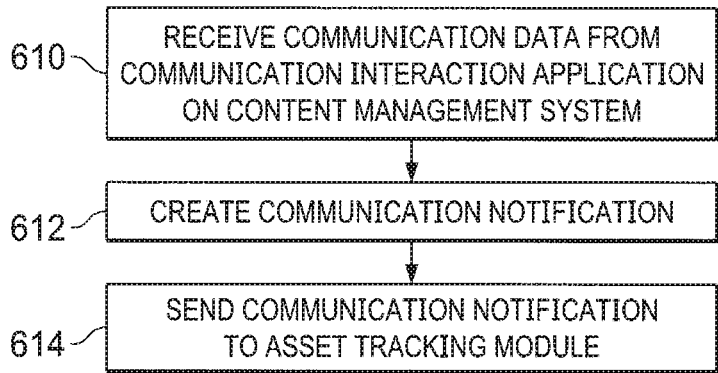 610
RECEIVE COMMUNICATION DATA FROM
COMMUNICATION INTERACTION APPLICATION
ON CONTENT MANAGEMENT SYSTEM
612
CREATE COMMUNICATION NOTIFICATION
614
SEND COMMUNICATION NOTIFICATION
TO ASSET TRACKING MODULE